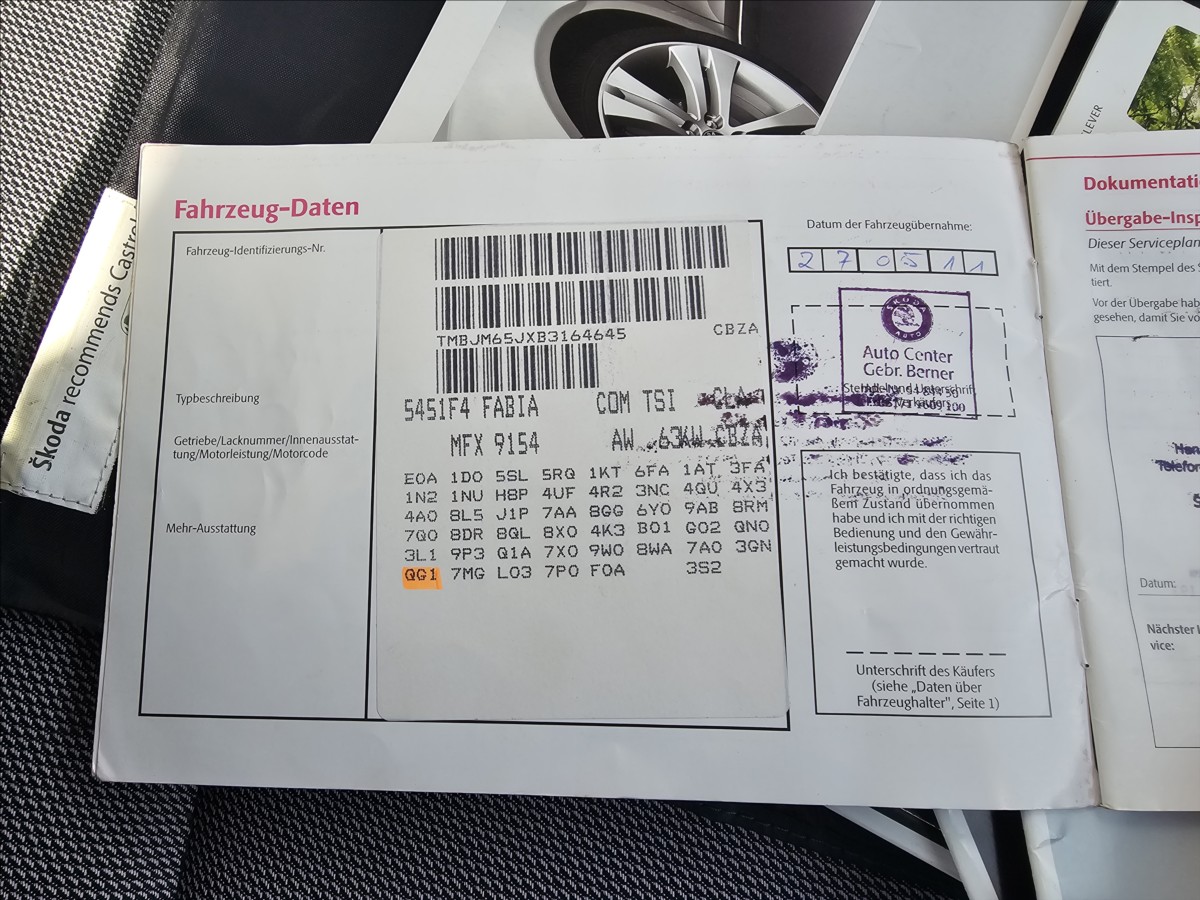 CLEVER
Škoda recommends Castrol
Fahrzeug-Daten
Fahrzeug-Identifizierungs-Nr.
TMBJM65JXB3164645
CBZA
Typbeschreibung
5451F4 FABIA COM TSI
Getriebe/Lacknummer/Innenausstat-
tung/Motorleistung/Motorcode
MFX 9154 AW 63KW CBZA
Mehr-Ausstattung
E0A 1D0 5SL 5RQ 1KT 6FA 1AT 3FA
1N2 1NU H8P 4UF 4R2 3NC 4QU 4X3
4A0 8L5 J1P 7AA 8GG 6Y0 9AB 8RM
7Q0 8DR 8QL 8X0 4K3 B01 G02 QN0
3L1 9P3 Q1A 7X0 9W0 8WA 7A0 3GN
QG1 7MG L03 7P0 F0A 3S2
Datum der Fahrzeugübernahme:
2 7 0 5 1 1
ŠKODA
AUTO
Auto Center
Gebr. Berner
Ich bestätigte, dass ich das
Fahrzeug in ordnungsgemä-
ßem Zustand übernommen
habe und ich mit der richtigen
Bedienung und den Gewähr-
leistungsbedingungen vertraut
gemacht wurde.
Unterschrift des Käufers
(siehe „Daten über
Fahrzeughalter", Seite 1)
Dokumentati
Übergabe-Insp
Dieser Serviceplan
Mit dem Stempel des S
tiert.
Vor der Übergabe hab
gesehen, damit Sie vo
Datum:
Nächster
vice: